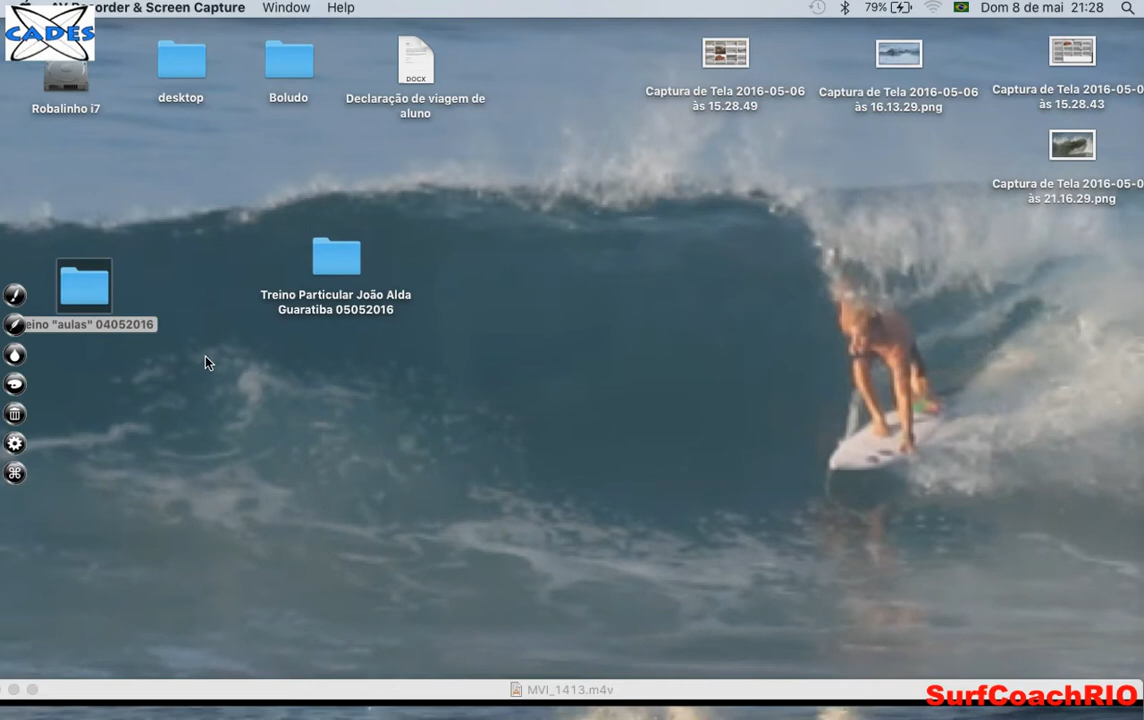 AV Recorder & Screen Capture Window Help 79% Dom 8 de mai 21:28
CADES
Robalinho i7
desktop
Boludo
DOCX
Declaração de viagem de
aluno
Captura de Tela 2016-05-06
às 15.28.49
Captura de Tela 2016-05-06
às 16.13.29.png
Captura de Tela 2016-05-0
às 15.28.43
Captura de Tela 2016-05-0
às 21.16.29.png
eino "aulas" 04052016
Treino Particular João Alda
Guaratiba 05052016
MVI_1413.m4v
SurfCoachRIO